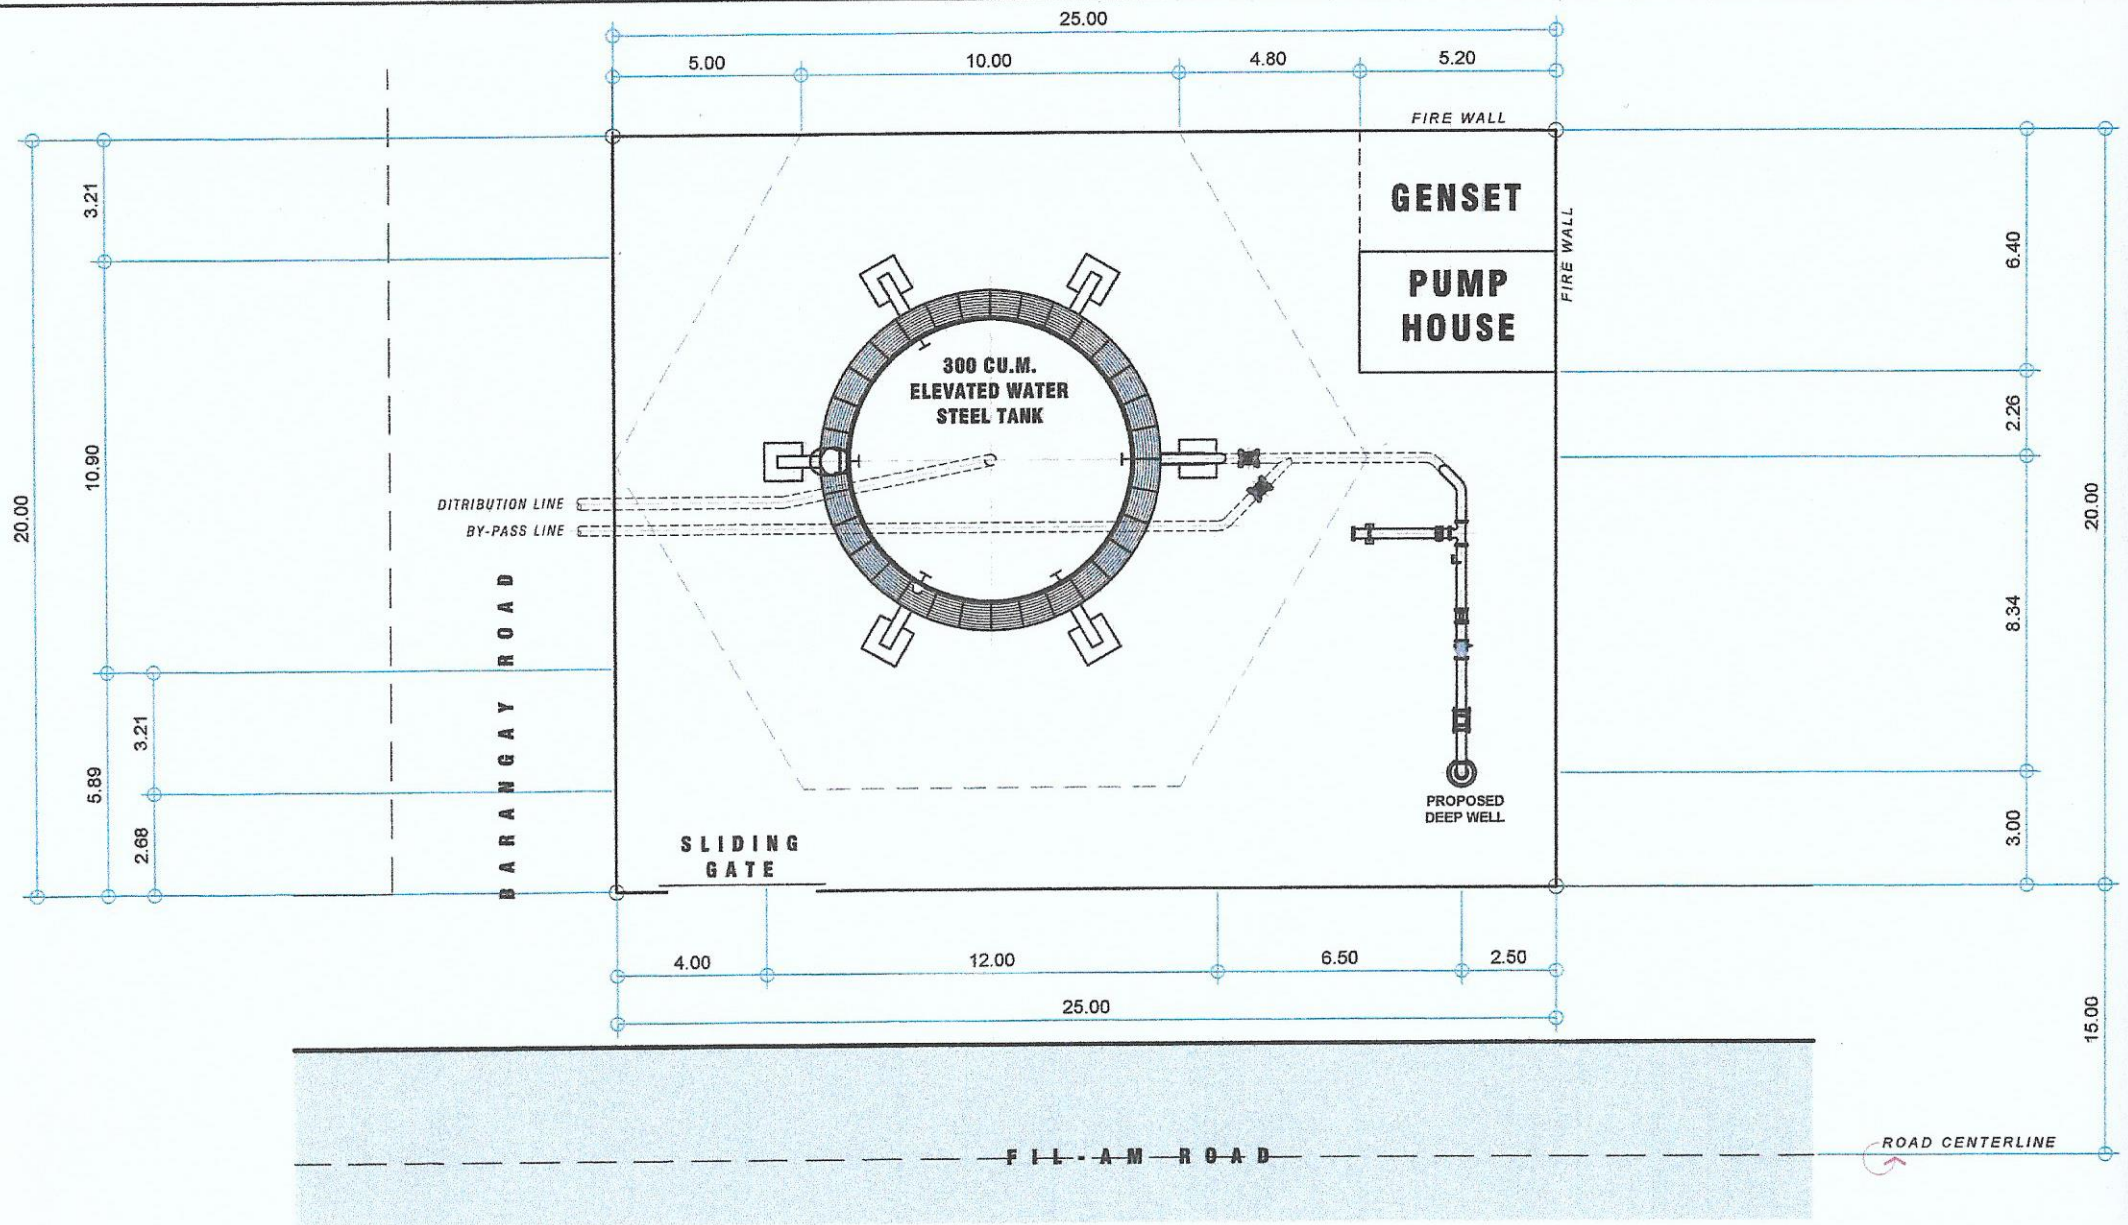 25.00
5.00
10.00
4.80
5.20
FIRE WALL
FIRE WALL
GENSET
PUMP
HOUSE
300 CU.M.
ELEVATED WATER
STEEL TANK
DITRIBUTION LINE
BY-PASS LINE
BARANGAY ROAD
SLIDING
GATE
PROPOSED
DEEP WELL
20.00
3.21
10.90
5.89
3.21
2.68
6.40
2.26
8.34
3.00
20.00
15.00
4.00
12.00
6.50
2.50
25.00
FIL-AM ROAD
ROAD CENTERLINE